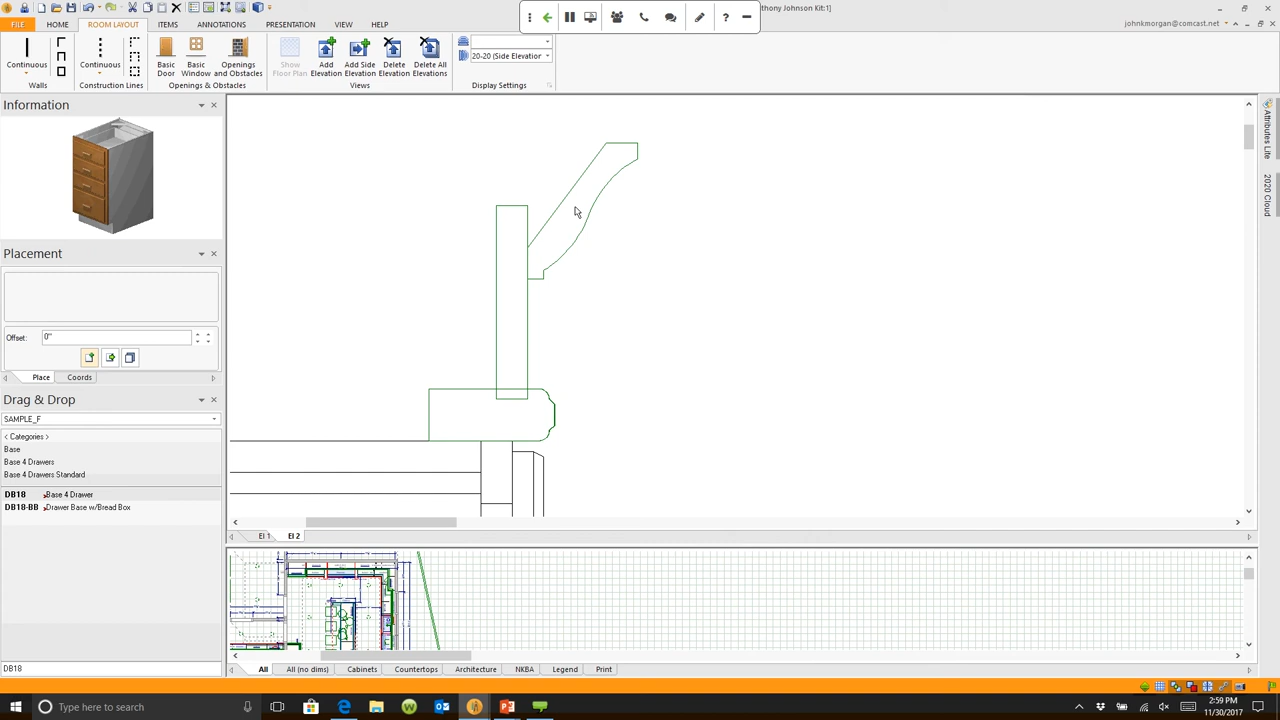 thony Johnson Kit:1]
FILE HOME ROOM LAYOUT ITEMS ANNOTATIONS PRESENTATION VIEW HELP
johnkmorgan@comcast.net
Continuous
Walls
Continuous
Construction Lines
Basic Door
Basic Window
Openings and Obstacles
Openings & Obstacles
Show Floor Plan
Add Elevation
Add Side Elevation
Delete Elevation
Delete All Elevations
Views
20-20 (Side Elevation
Display Settings
Information
Placement
Offset: 0"
Place Coords
Drag & Drop
SAMPLE_F
< Categories >
Base
Base 4 Drawers
Base 4 Drawers Standard
DB18 Base 4 Drawer
DB18-BB Drawer Base w/Bread Box
DB18
El 1 El 2
All All (no dims) Cabinets Countertops Architecture NKBA Legend Print
Attributes Lite
2020 Cloud
Type here to search
2:59 PM
11/30/2017